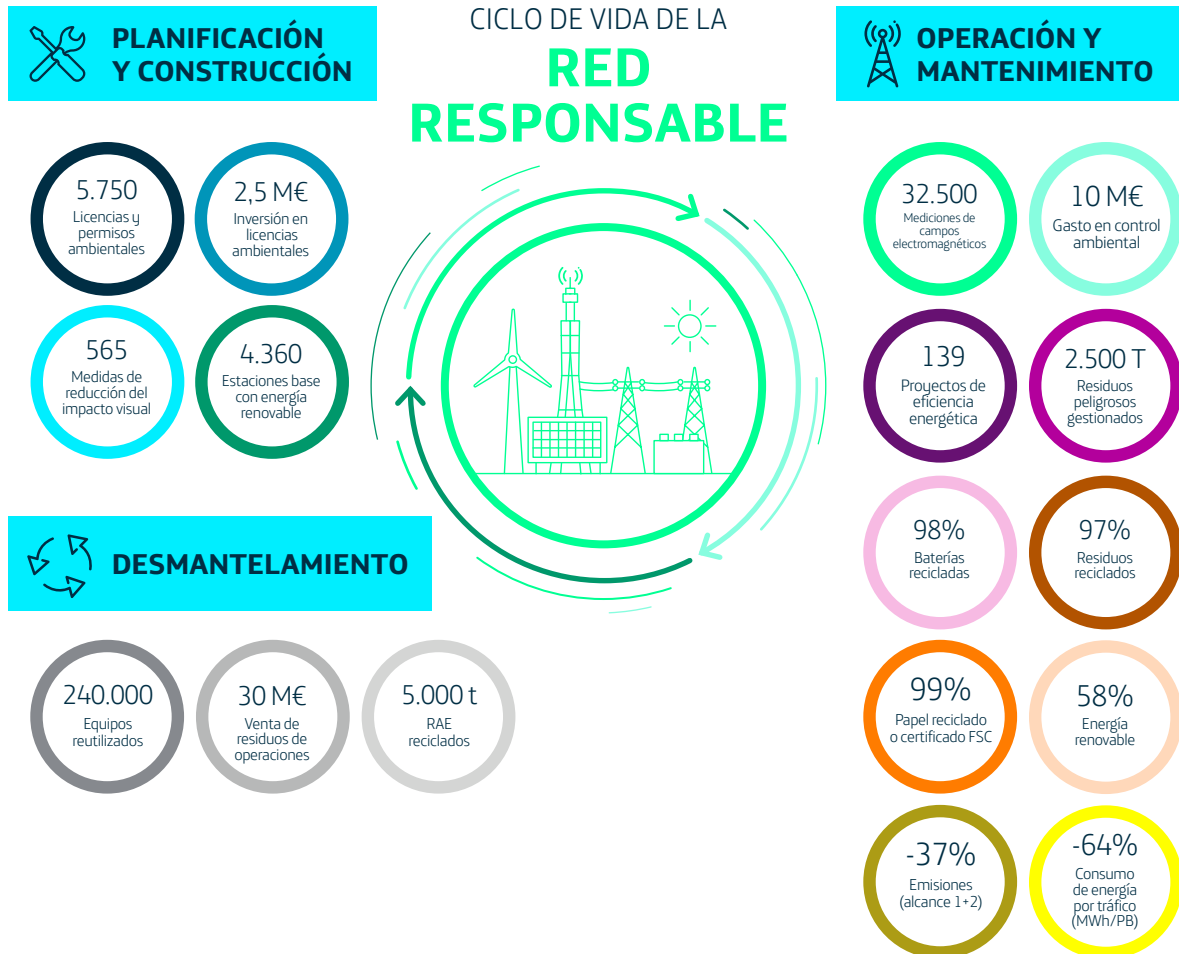 CICLO DE VIDA DE LA
RED
RESPONSABLE
PLANIFICACIÓN
Y CONSTRUCCIÓN
5.750
Licencias y
permisos
ambientales
2,5 M€
Inversión en
licencias
ambientales
565
Medidas de
reducción del
impacto visual
4.360
Estaciones base
con energía
renovable
OPERACIÓN Y
MANTENIMIENTO
32.500
Mediciones de
campos
electromagnéticos
10 M€
Gasto en control
ambiental
139
Proyectos de
eficiencia
energética
2.500 T
Residuos
peligrosos
gestionados
98%
Baterías
recicladas
97%
Residuos
reciclados
99%
Papel reciclado
o certificado FSC
58%
Energía
renovable
-37%
Emisiones
(alcance 1+2)
-64%
Consumo
de energía
por tráfico
(MWh/PB)
DESMANTELAMIENTO
240.000
Equipos
reutilizados
30 M€
Venta de
residuos de
operaciones
5.000 t
RAE
reciclados